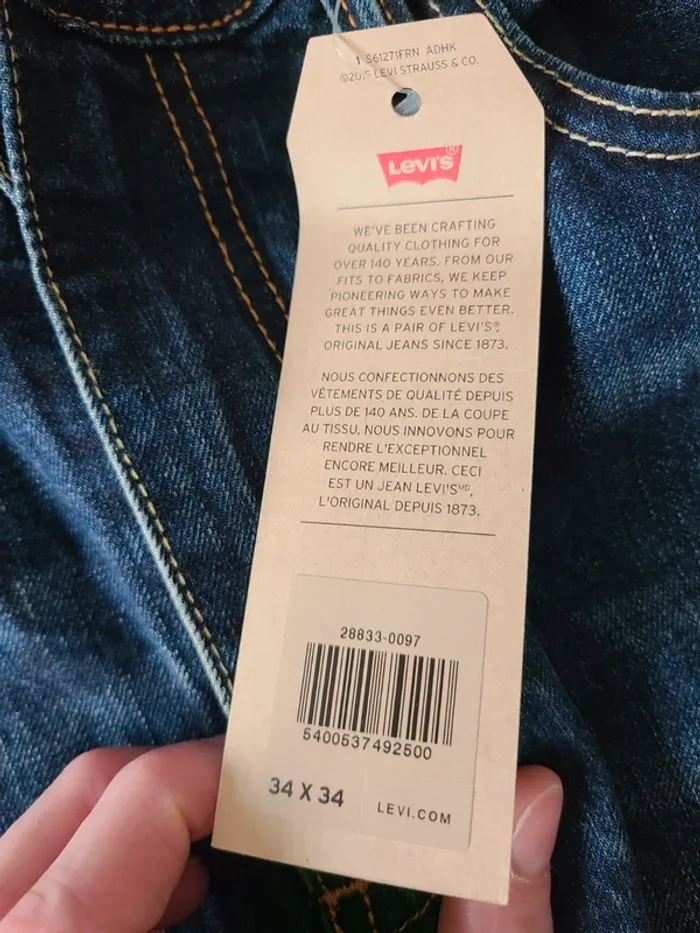 1 S61271FRN ADHK
LEVI STRAUSS & CO.
Levi's®
WE'VE BEEN CRAFTING
QUALITY CLOTHING FOR
OVER 140 YEARS. FROM OUR
FITS TO FABRICS, WE KEEP
PIONEERING WAYS TO MAKE
GREAT THINGS EVEN BETTER.
THIS IS A PAIR OF LEVI'S®,
ORIGINAL JEANS SINCE 1873.
NOUS CONFECTIONNONS DES
VÊTEMENTS DE QUALITÉ DEPUIS
PLUS DE 140 ANS. DE LA COUPE
AU TISSU, NOUS INNOVONS POUR
RENDRE L'EXCEPTIONNEL
ENCORE MEILLEUR. CECI
EST UN JEAN LEVI'Sᴹᴰ,
L'ORIGINAL DEPUIS 1873.
28833-0097
5400537492500
34 X 34
LEVI.COM